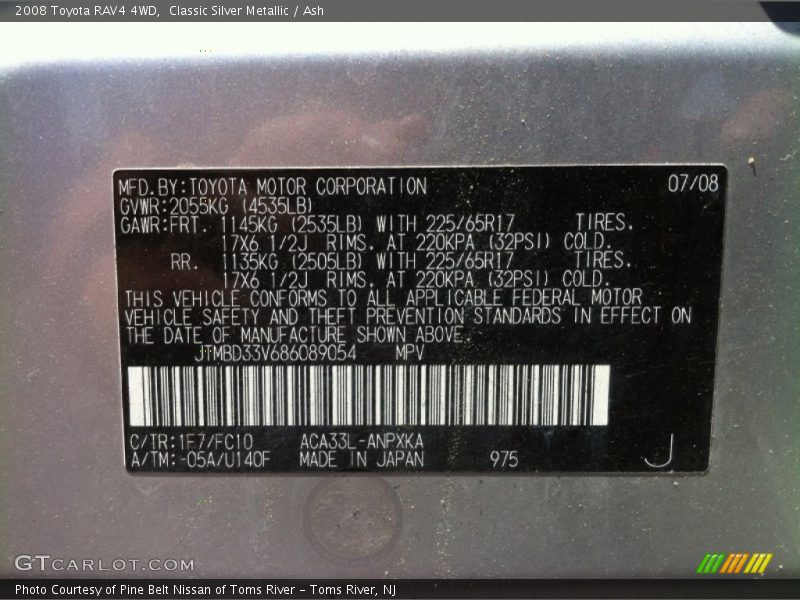 2008 Toyota RAV4 4WD,  Classic Silver Metallic / Ash
MFD.BY:TOYOTA MOTOR CORPORATION 07/08
GVWR:2055KG (4535LB)
GAWR:FRT. 1145KG (2535LB) WITH 225/65R17 TIRES.
17X6 1/2J RIMS. AT 220KPA (32PSI) COLD.
RR. 1135KG (2505LB) WITH 225/65R17 TIRES.
17X6 1/2J RIMS. AT 220KPA (32PSI) COLD.
THIS VEHICLE CONFORMS TO ALL APPLICABLE FEDERAL MOTOR
VEHICLE SAFETY AND THEFT PREVENTION STANDARDS IN EFFECT ON
THE DATE OF MANUFACTURE SHOWN ABOVE.
JTMBD33V686089054 MPV
C/TR:1F7/FC10 ACA33L-ANPXKA
A/TM:-05A/U140F MADE IN JAPAN 975 J
GTCARLOT.COM
Photo Courtesy of Pine Belt Nissan of Toms River – Toms River, NJ